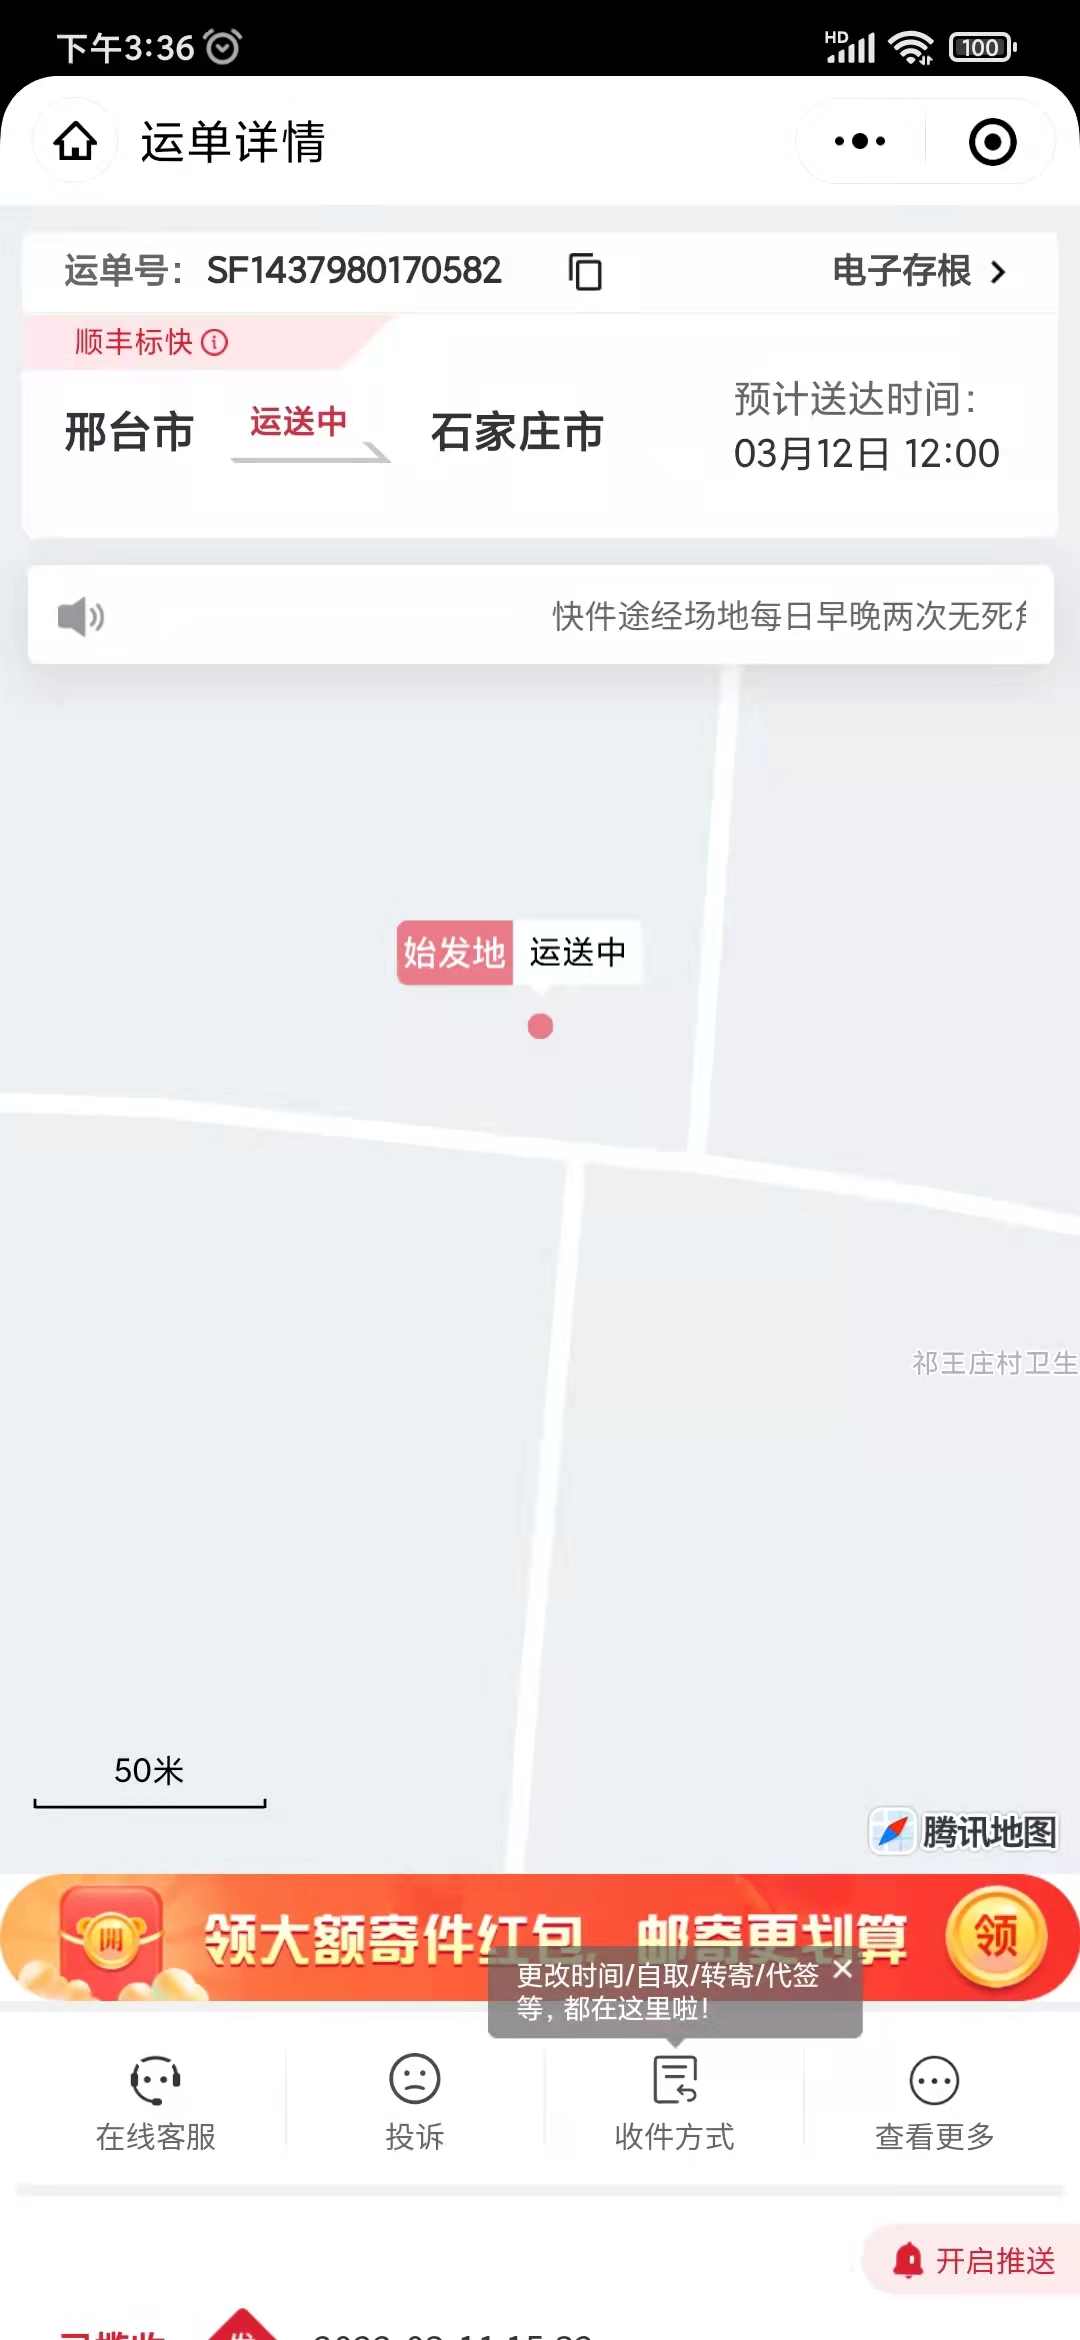 下午3:36
HD
100
运单详情
运单号： SF1437980170582
电子存根
顺丰标快
邢台市
运送中
石家庄市
预计送达时间：
03月12日 12:00
快件途经场地每日早晚两次无死
始发地 运送中
祁王庄村卫生
50米
腾讯地图
開
领大额寄件红包，邮寄更划算
领
更改时间/自取/转寄/代签
等，都在这里啦！
在线客服
投诉
收件方式
查看更多
开启推送